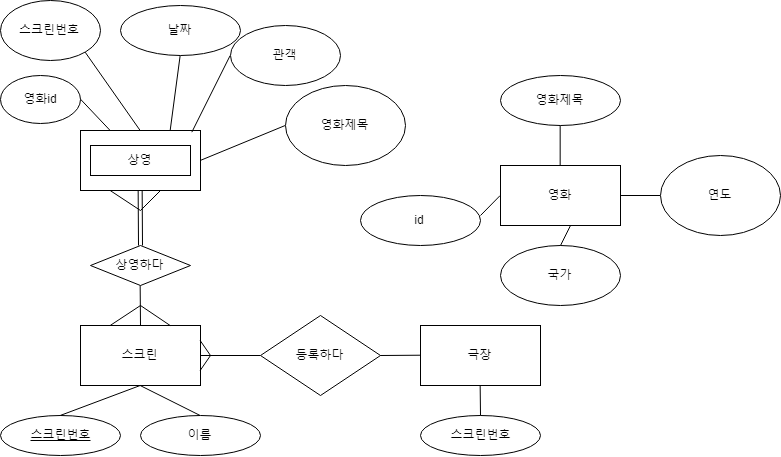 스크린번호
날짜
관객
영화id
영화제목
영화제목
상영
영화
연도
id
상영하다
국가
스크린
등록하다
극장
스크린번호
이름
스크린번호